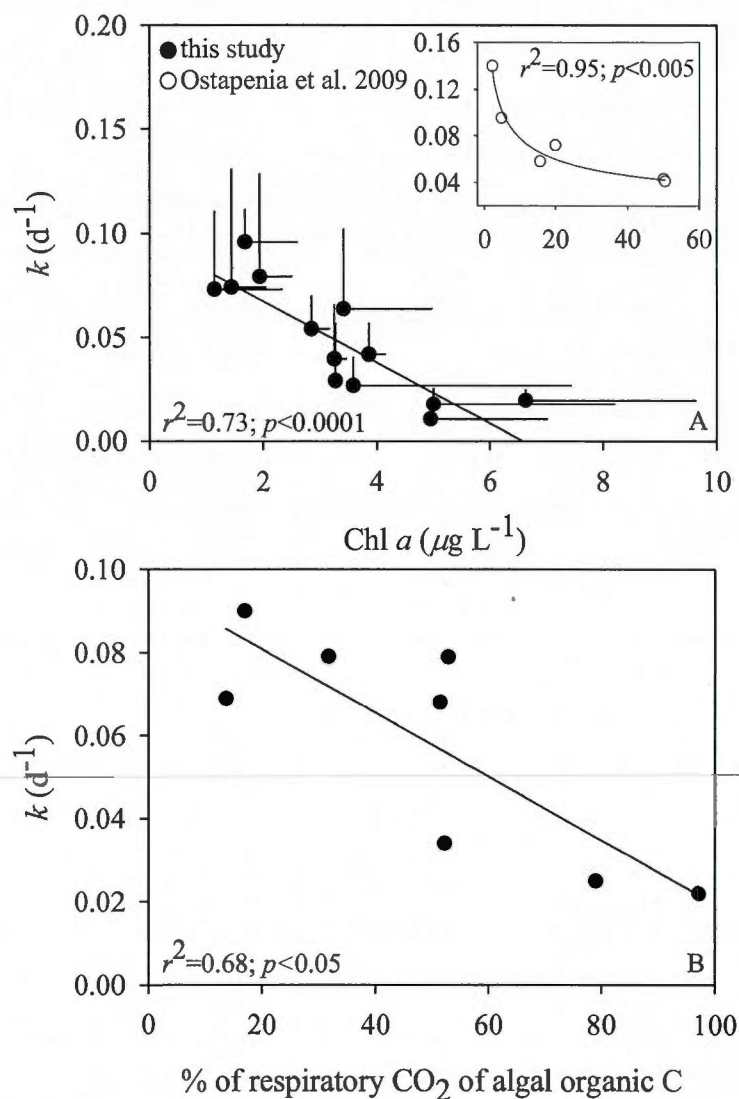 0.20
0.15
0.10
0.05
0.00
k (d⁻¹)
this study
Ostapenia et al. 2009
0.16
0.12
0.08
0.04
r²=0.95; p<0.005
0 20 40 60
r²=0.73; p<0.0001
A
0 2 4 6 8 10
Chl a (μg L⁻¹)
0.10
0.08
0.06
0.04
0.02
0.00
k (d⁻¹)
r²=0.68; p<0.05
B
0 20 40 60 80 100
% of respiratory CO₂ of algal organic C